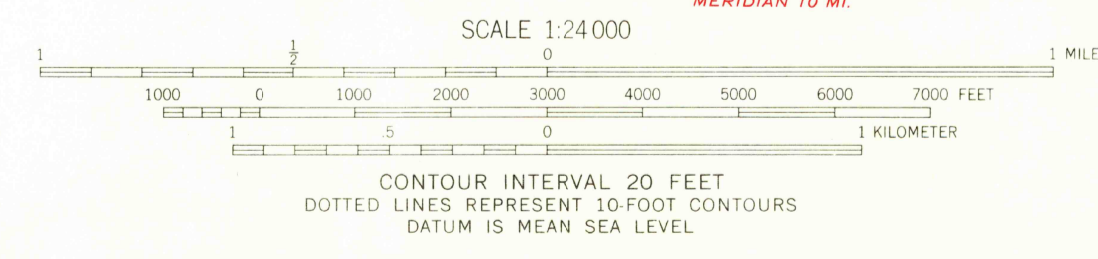 MERIDIAN 10 MI.
SCALE 1:24 000
1 1/2 0 1 MILE
1000 0 1000 2000 3000 4000 5000 6000 7000 FEET
1 .5 0 1 KILOMETER
CONTOUR INTERVAL 20 FEET
DOTTED LINES REPRESENT 10-FOOT CONTOURS
DATUM IS MEAN SEA LEVEL